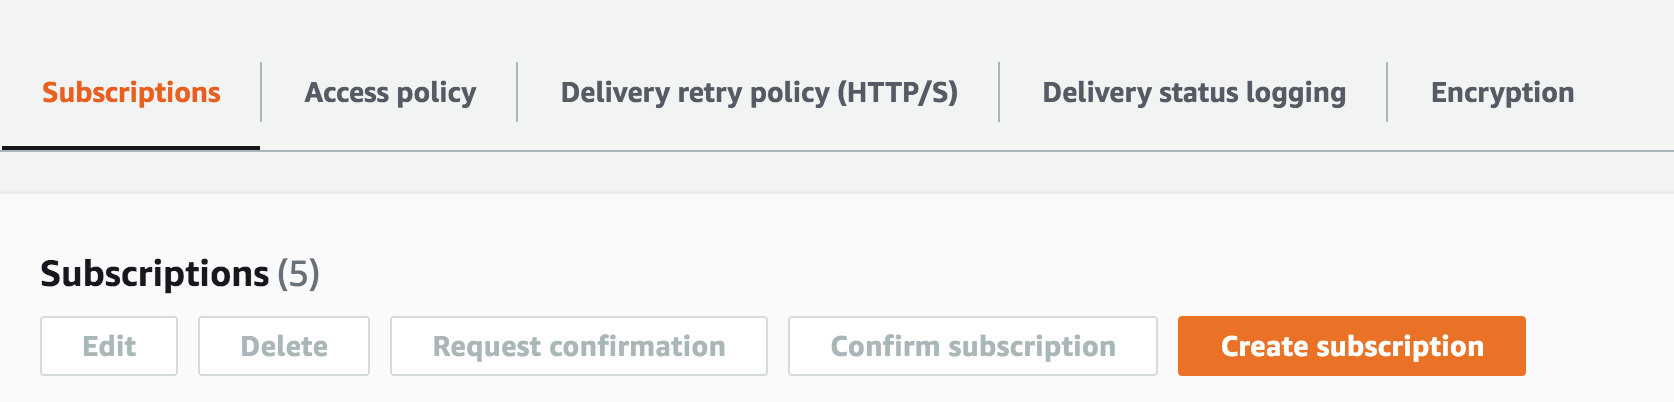 Subscriptions Access policy Delivery retry policy (HTTP/S) Delivery status logging Encryption
Subscriptions (5)
Edit Delete Request confirmation Confirm subscription Create subscription